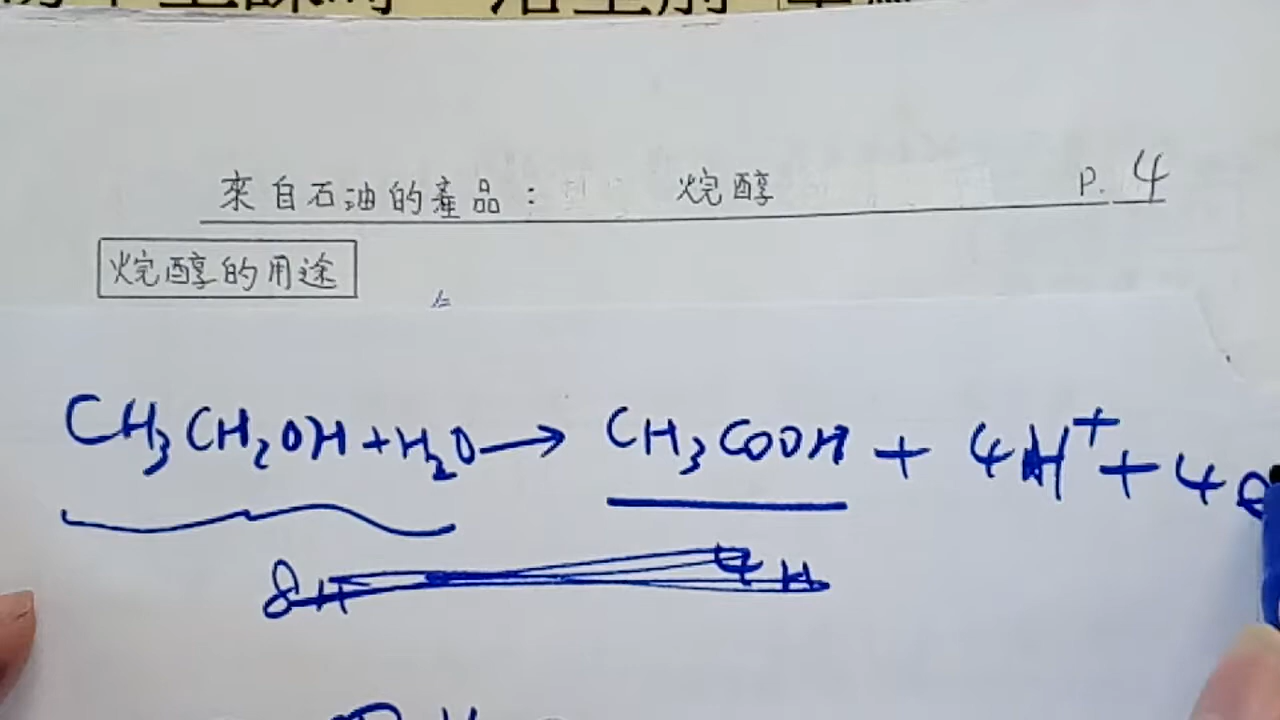 來自石油的產品： 烷醇 P. 4
烷醇的用途
CH₃CH₂OH + H₂O → CH₃COOH + 4H⁺ + 4e
8H 4H